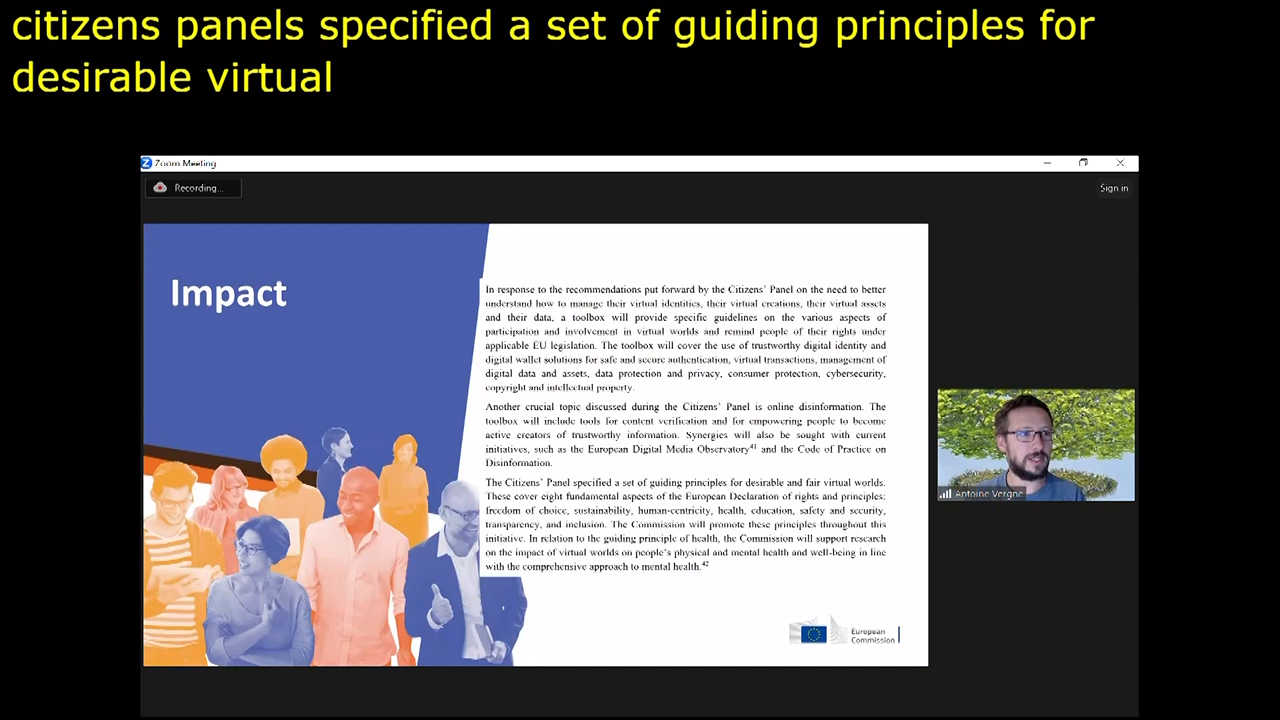 citizens panels specified a set of guiding principles for
desirable virtual
Zoom Meeting
Recording...
Sign in
Impact
In response to the recommendations put forward by the Citizens' Panel on the need to better
understand how to manage their virtual identities, their virtual creations, their virtual assets
and their data, a toolbox will provide specific guidelines on the various aspects of
participation and involvement in virtual worlds and remind people of their rights under
applicable EU legislation. The toolbox will cover the use of trustworthy digital identity and
digital wallet solutions for safe and secure authentication, virtual transactions, management of
digital data and assets, data protection and privacy, consumer protection, cybersecurity,
copyright and intellectual property.
Another crucial topic discussed during the Citizens' Panel is online disinformation. The
toolbox will include tools for content verification and for empowering people to become
active creators of trustworthy information. Synergies will also be sought with current
initiatives, such as the European Digital Media Observatory⁴¹ and the Code of Practice on
Disinformation.
The Citizens' Panel specified a set of guiding principles for desirable and fair virtual worlds.
These cover eight fundamental aspects of the European Declaration of rights and principles:
freedom of choice, sustainability, human-centricity, health, education, safety and security,
transparency, and inclusion. The Commission will promote these principles throughout this
initiative. In relation to the guiding principle of health, the Commission will support research
on the impact of virtual worlds on people's physical and mental health and well-being in line
with the comprehensive approach to mental health.⁴²
European
Commission
Antoine Vergne